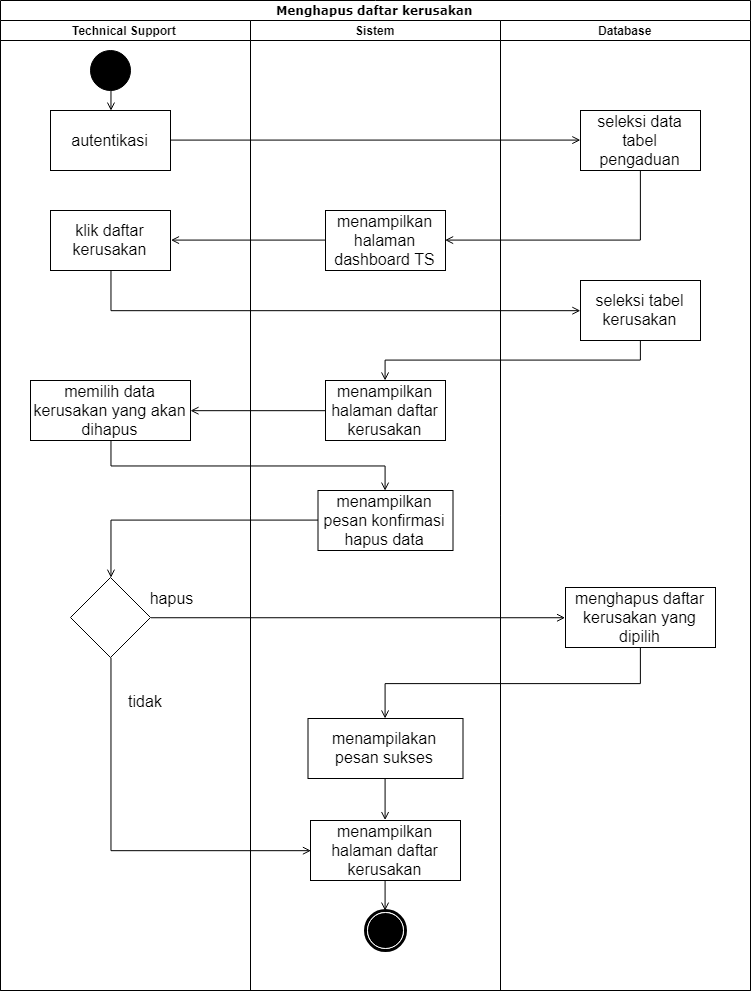 Menghapus daftar kerusakan
Technical Support
Sistem
Database
autentikasi
seleksi data
tabel
pengaduan
klik daftar
kerusakan
menampilkan
halaman
dashboard TS
seleksi tabel
kerusakan
memilih data
kerusakan yang akan
dihapus
menampilkan
halaman daftar
kerusakan
menampilkan
pesan konfirmasi
hapus data
hapus
menghapus daftar
kerusakan yang
dipilih
tidak
menampilakan
pesan sukses
menampilkan
halaman daftar
kerusakan